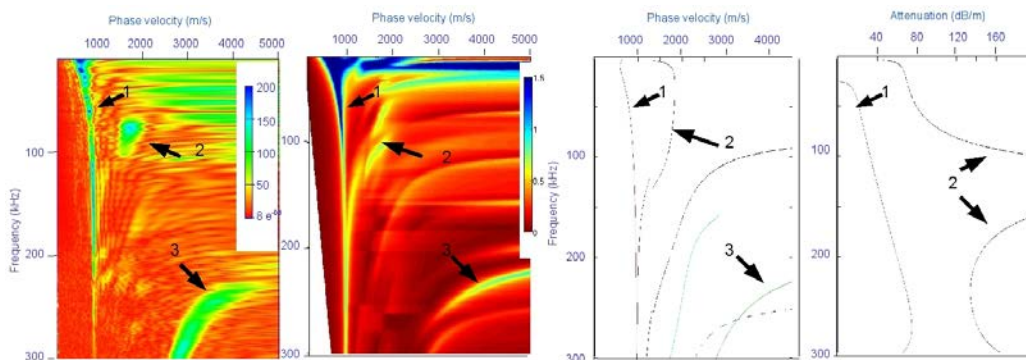 Phase velocity (m/s)
1000 2000 3000 4000 5000
Frequency (kHz)
100
200
300
1
2
3
200
150
100
50
Phase velocity (m/s)
1000 2000 3000 4000 5000
Frequency (kHz)
100
200
300
1
2
3
1.5
1
0.5
0
Phase velocity (m/s)
1000 2000 3000 4000
Frequency (kHz)
100
200
300
1
2
3
Attenuation (dB/m)
40 80 120 160
100
200
300
1
2